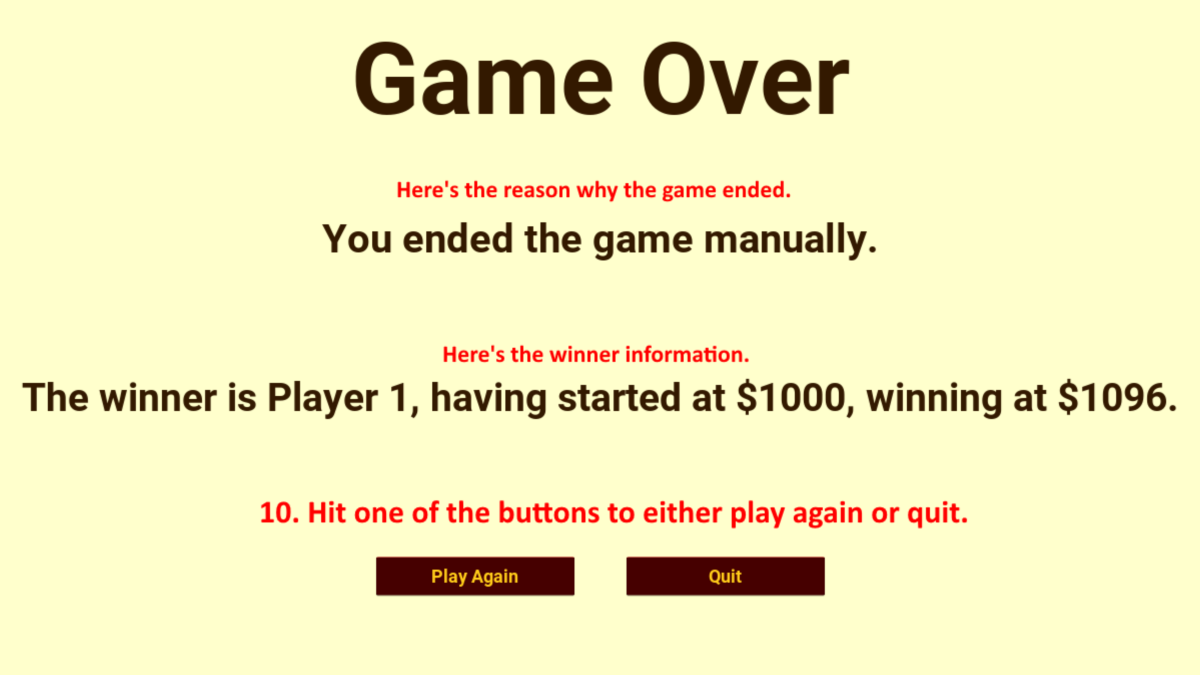 Game Over
Here's the reason why the game ended.
You ended the game manually.
Here's the winner information.
The winner is Player 1, having started at $1000, winning at $1096.
10. Hit one of the buttons to either play again or quit.
Play Again
Quit